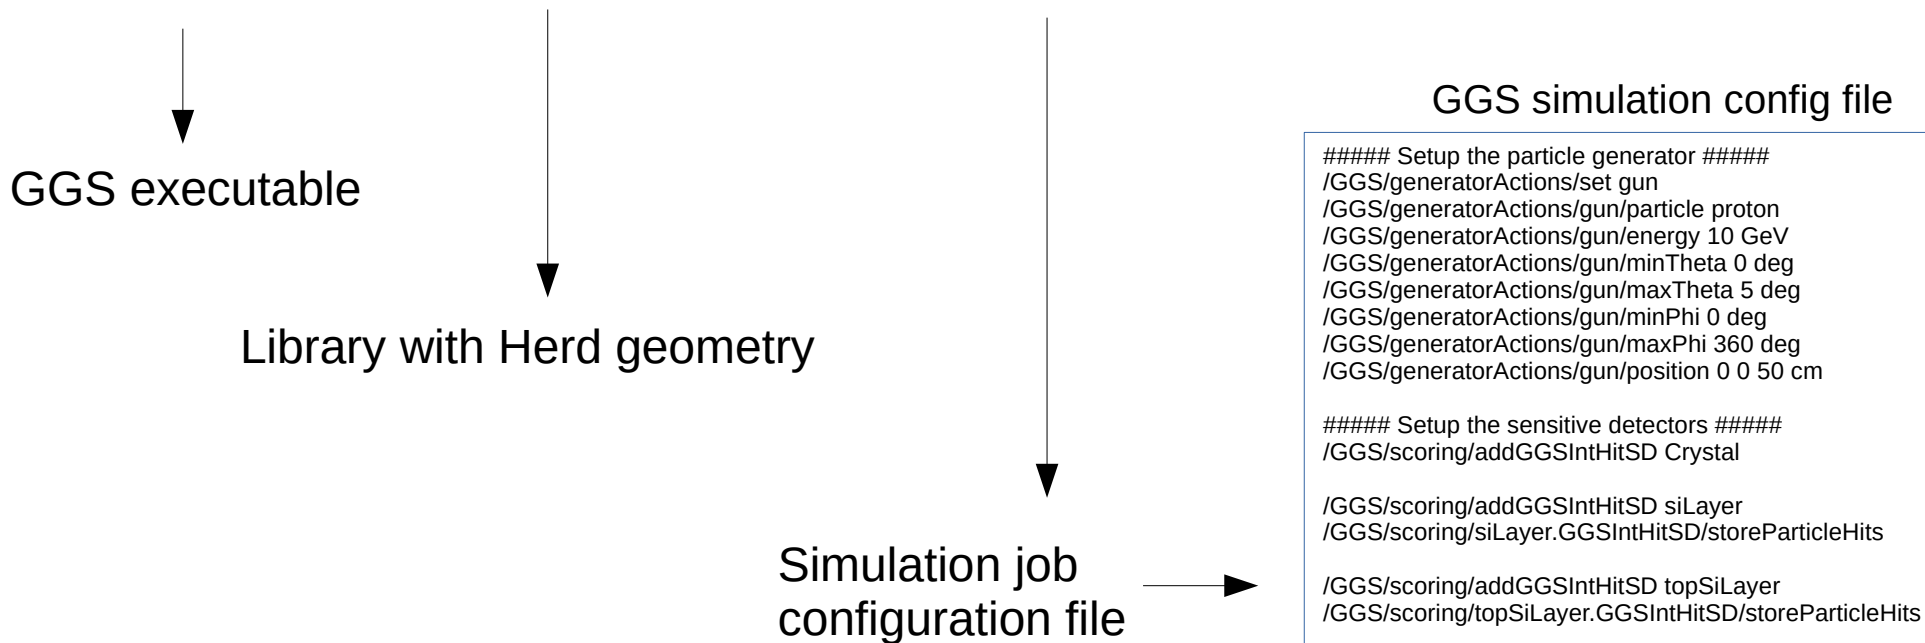 GGS executable
Library with Herd geometry
Simulation job
configuration file
GGS simulation config file
##### Setup the particle generator #####
/GGS/generatorActions/set gun
/GGS/generatorActions/gun/particle proton
/GGS/generatorActions/gun/energy 10 GeV
/GGS/generatorActions/gun/minTheta 0 deg
/GGS/generatorActions/gun/maxTheta 5 deg
/GGS/generatorActions/gun/minPhi 0 deg
/GGS/generatorActions/gun/maxPhi 360 deg
/GGS/generatorActions/gun/position 0 0 50 cm
##### Setup the sensitive detectors #####
/GGS/scoring/addGGSIntHitSD Crystal
/GGS/scoring/addGGSIntHitSD siLayer
/GGS/scoring/siLayer.GGSIntHitSD/storeParticleHits
/GGS/scoring/addGGSIntHitSD topSiLayer
/GGS/scoring/topSiLayer.GGSIntHitSD/storeParticleHits